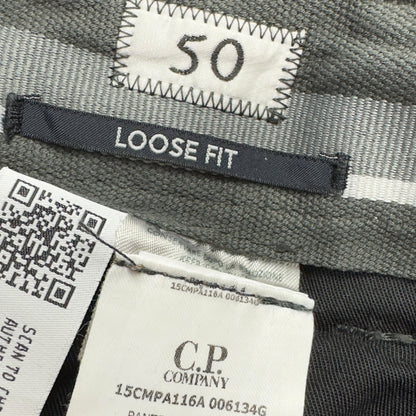 50
LOOSE FIT
15CMPA116A 006134G
C.P.
COMPANY
15CMPA116A 006134G
SCAN TO